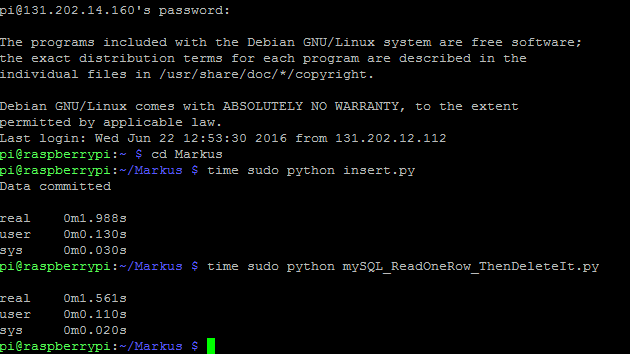 pi@131.202.14.160's password:

The programs included with the Debian GNU/Linux system are free software;
the exact distribution terms for each program are described in the
individual files in /usr/share/doc/*/copyright.

Debian GNU/Linux comes with ABSOLUTELY NO WARRANTY, to the extent
permitted by applicable law.
Last login: Wed Jun 22 12:53:30 2016 from 131.202.12.112
pi@raspberrypi:~ $ cd Markus
pi@raspberrypi:~/Markus $ time sudo python insert.py
Data committed

real    0m1.988s
user    0m0.130s
sys     0m0.030s
pi@raspberrypi:~/Markus $ time sudo python mySQL_ReadOneRow_ThenDeleteIt.py

real    0m1.561s
user    0m0.110s
sys     0m0.020s
pi@raspberrypi:~/Markus $